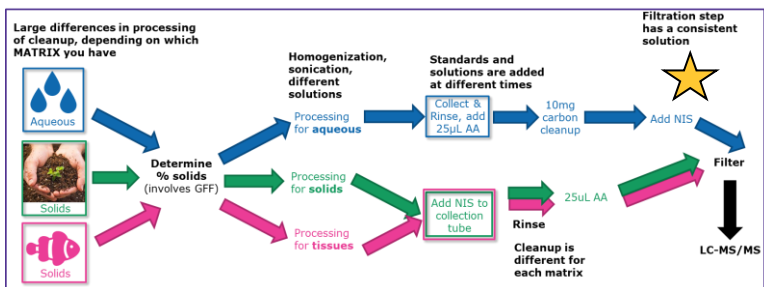 Large differences in processing
of cleanup, depending on which
MATRIX you have
Aqueous
Solids
Solids
Determine
% solids
(involves GFF)
Homogenization,
sonication,
different
solutions
Processing
for aqueous
Processing
for solids
Processing
for tissues
Standards and
solutions are added
at different times
Collect &
Rinse, add
25µL AA
Add NIS to
collection
tube
10mg
carbon
cleanup
Rinse
25uL AA
Cleanup is
different for
each matrix
Filtration step
has a consistent
solution
Add NIS
Filter
LC-MS/MS